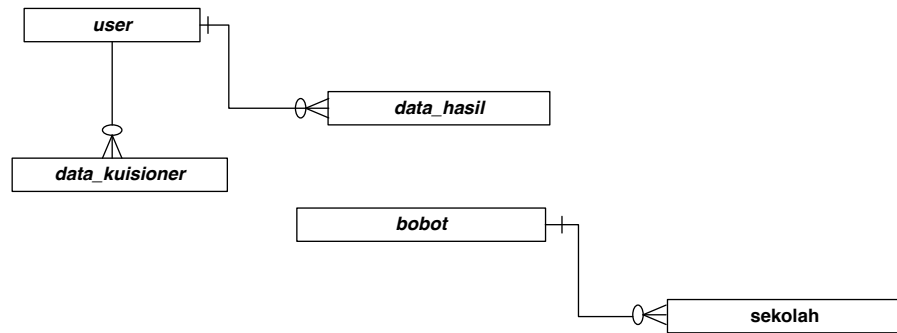 user
data_hasil
data_kuisioner
bobot
sekolah